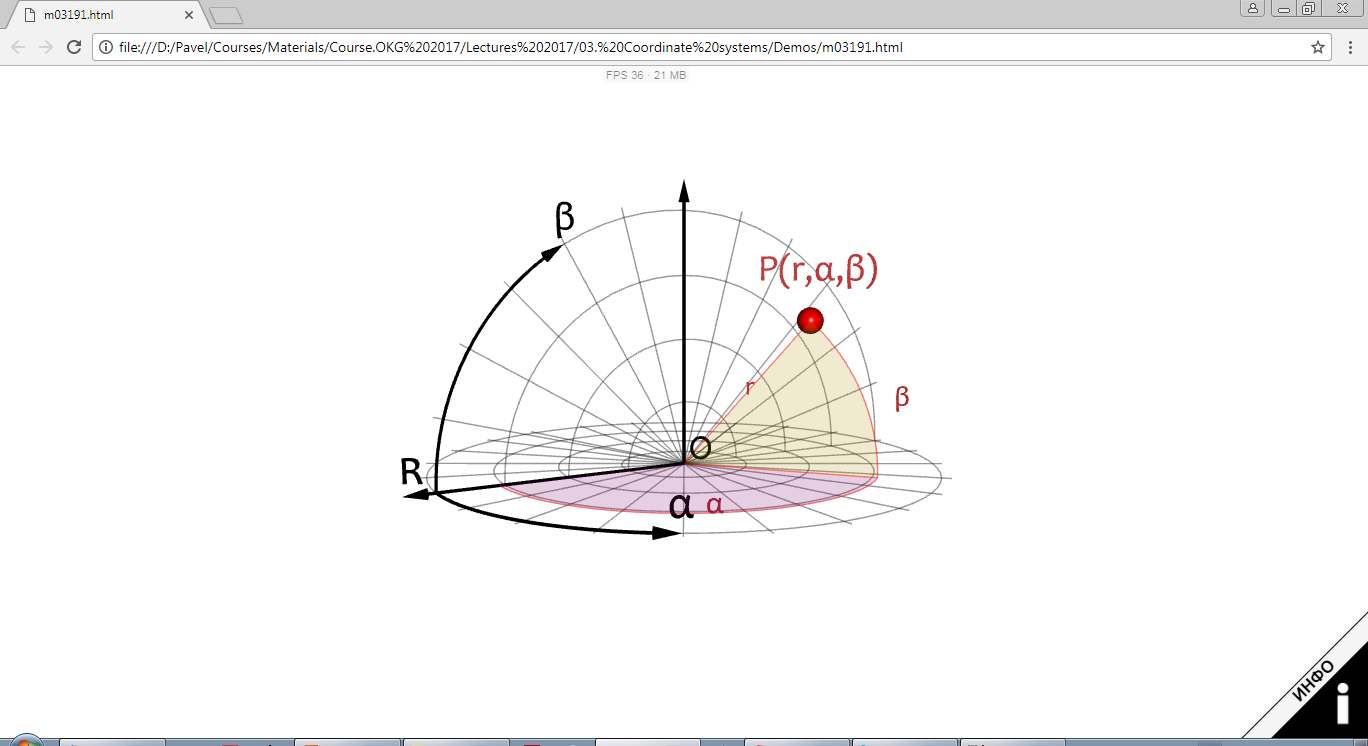 m03191.html
file:///D:/Pavel/Courses/Materials/Course.OKG%202017/Lectures%202017/03.%20Coordinate%20systems/Demos/m03191.html
FPS 36 - 21 MB
β
P(r,α,β)
r
β
O
R
α α
ИНФО
i